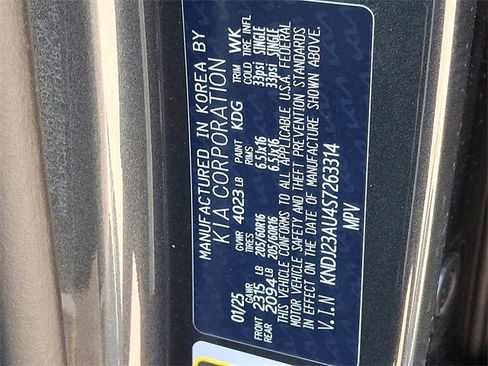 MANUFACTURED IN KOREA BY
KIA CORPORATION
01/25 GVWR 4023 LB PAINT KDG TRIM WK
GAWR TIRES RIMS COLD TIRE INFL
FRONT 2315 LB 205/60R16 6.5Jx16 33psi SINGLE
REAR 2094 LB 205/60R16 6.5Jx16 33psi SINGLE
THIS VEHICLE CONFORMS TO ALL APPLICABLE U.S.A. FEDERAL
MOTOR VEHICLE SAFETY AND THEFT PREVENTION STANDARDS
IN EFFECT ON THE DATE OF MANUFACTURE SHOWN ABOVE.
V.I.N KNDJ23AU4S7263314
MPV